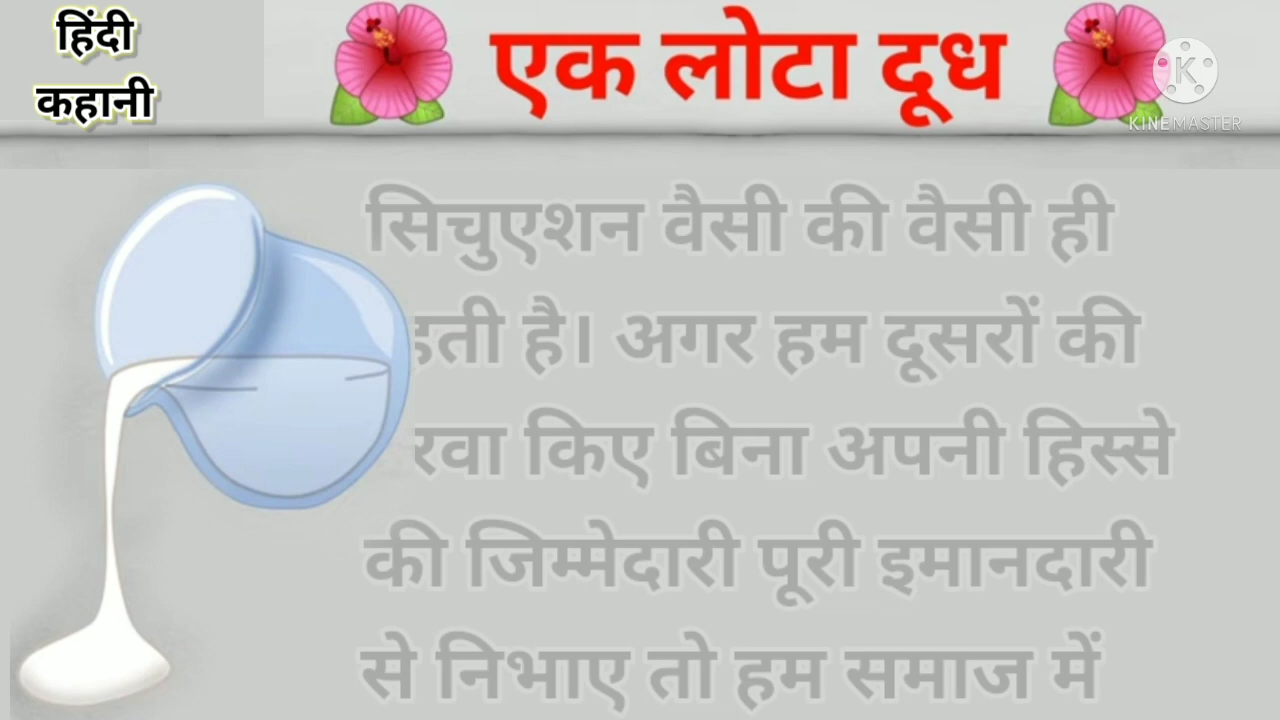 हिंदी
कहानी
एक लोटा दूध
KINEMASTER
सिचुएशन वैसी की वैसी ही
है। अगर हम दूसरों की
किए बिना अपनी हिस्से
की जिम्मेदारी पूरी इमानदारी
से निभाए तो हम समाज में